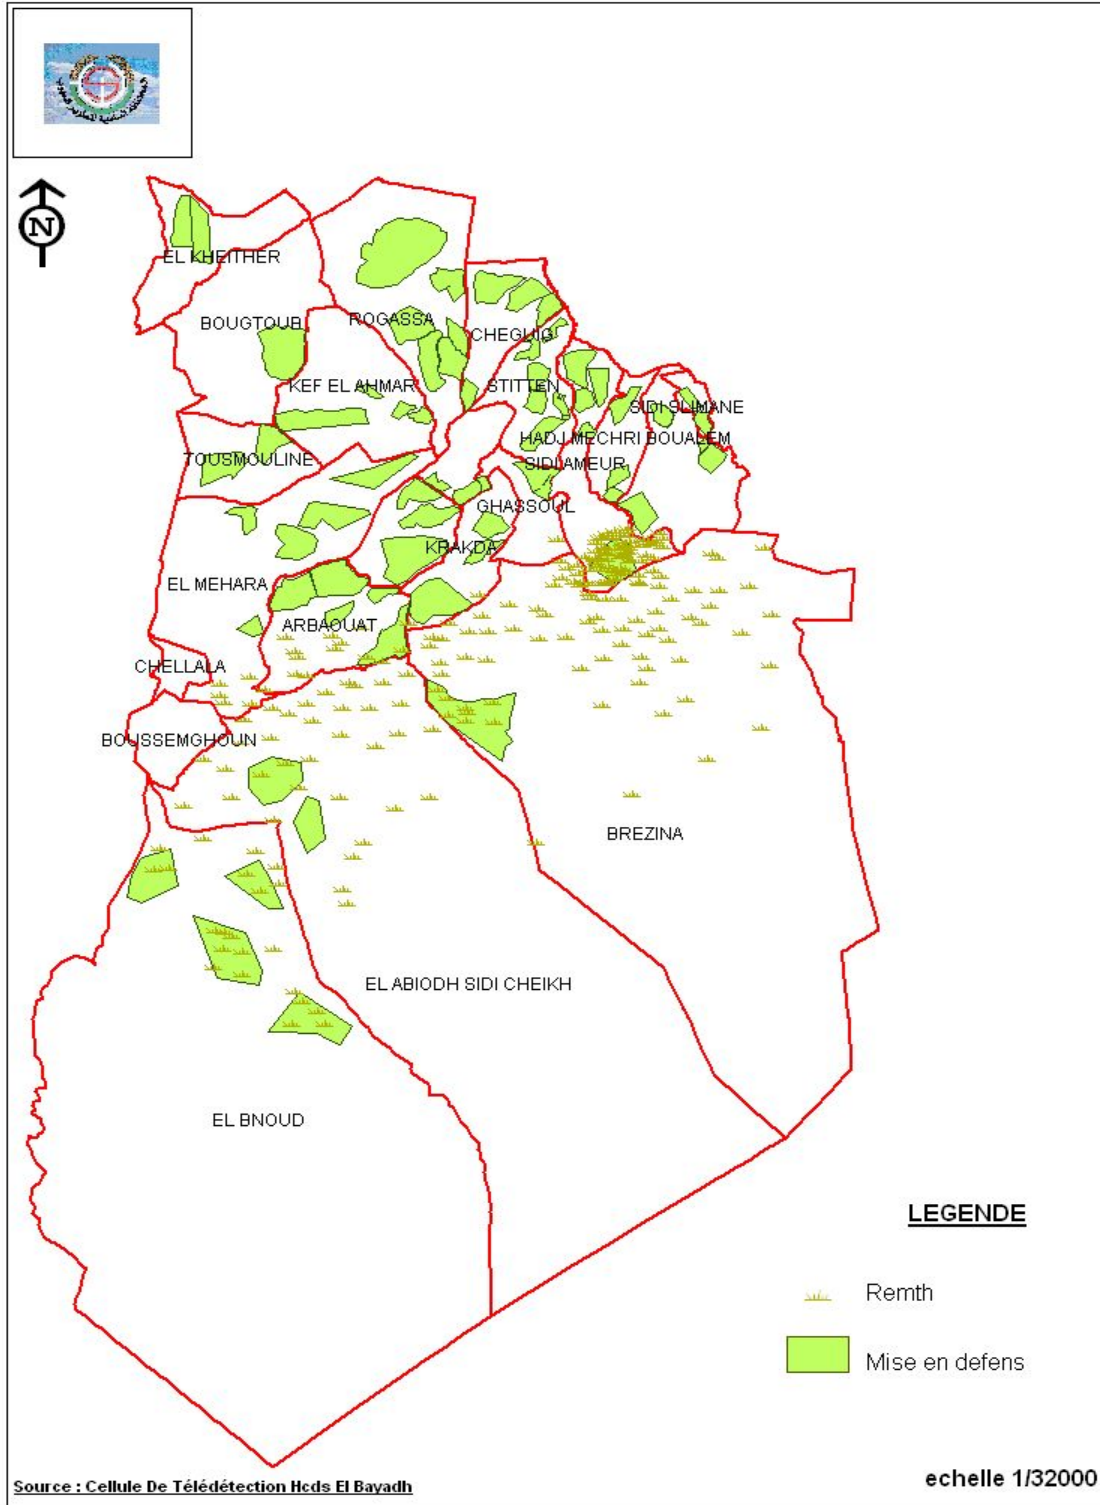 N
EL KHEITHER
BOUGTOUB
ROGASSA
CHEGUIG
KEF EL AHMAR
STITTEN
SIDI SLIMANE
HADJ MECHRI BOUALEM
TOUSMOULINE
SIDI AMEUR
GHASSOUL
KRAKDA
EL MEHARA
ARBAOUAT
CHELLALA
BOUSSEMGHOUN
BREZINA
EL ABIODH SIDI CHEIKH
EL BNOUD
LEGENDE
Remth
Mise en defens
Source : Cellule De Télédétection Hcds El Bayadh
echelle 1/32000